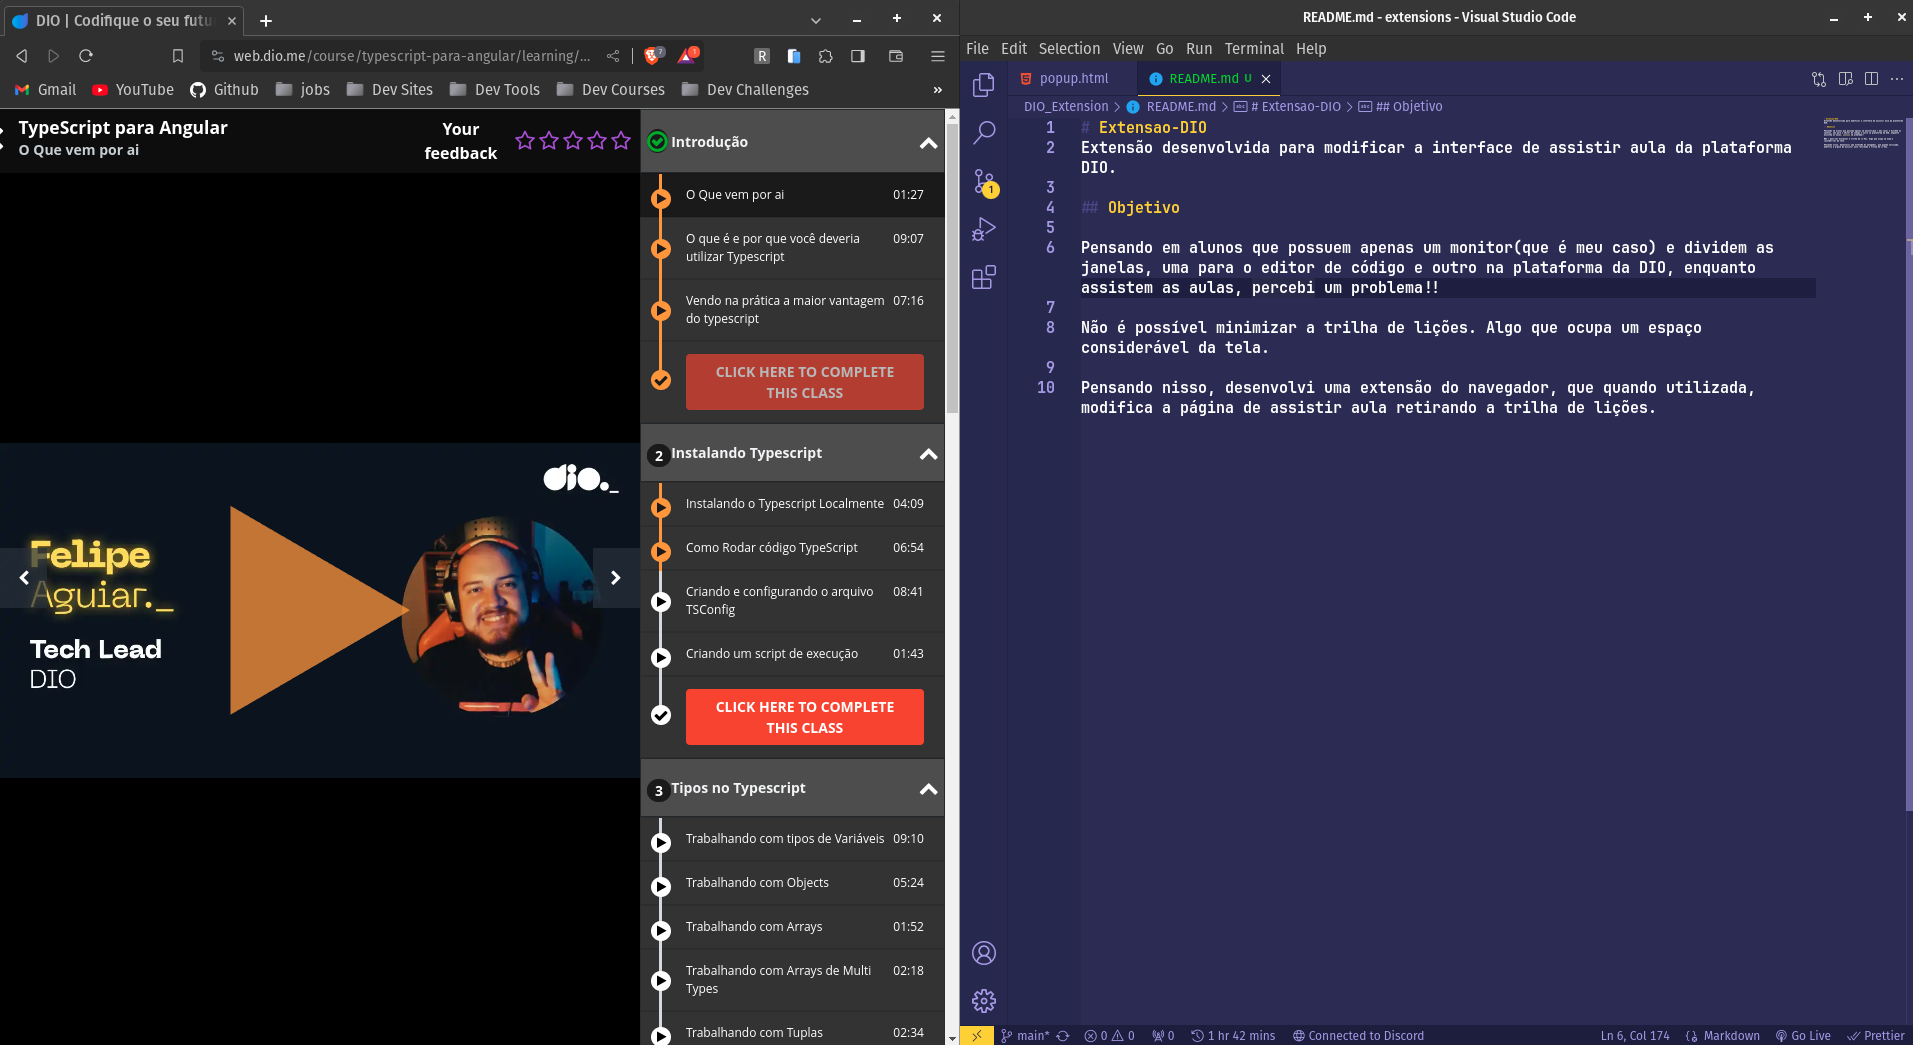 DIO | Codifique o seu futu
web.dio.me/course/typescript-para-angular/learning/...
7
1
R
Gmail
YouTube
Github
jobs
Dev Sites
Dev Tools
Dev Courses
Dev Challenges
»
TypeScript para Angular
O Que vem por ai
Your
feedback
dio._
Felipe
Aguiar._
Tech Lead
DIO
Introdução
O Que vem por ai 01:27
O que é e por que você deveria 09:07
utilizar Typescript
Vendo na prática a maior vantagem 07:16
do typescript
CLICK HERE TO COMPLETE
THIS CLASS
2 Instalando Typescript
Instalando o Typescript Localmente 04:09
Como Rodar código TypeScript 06:54
Criando e configurando o arquivo 08:41
TSConfig
Criando um script de execução 01:43
CLICK HERE TO COMPLETE
THIS CLASS
3 Tipos no Typescript
Trabalhando com tipos de Variáveis 09:10
Trabalhando com Objects 05:24
Trabalhando com Arrays 01:52
Trabalhando com Arrays de Multi 02:18
Types
Trabalhando com Tuplas 02:34
README.md - extensions - Visual Studio Code
File Edit Selection View Go Run Terminal Help
popup.html
README.md U
DIO_Extension > README.md > # Extensao-DIO > ## Objetivo
1
1 # Extensao-DIO
2 Extensão desenvolvida para modificar a interface de assistir aula da plataforma
DIO.
3
4 ## Objetivo
5
6 Pensando em alunos que possuem apenas um monitor(que é meu caso) e dividem as
janelas, uma para o editor de código e outro na plataforma da DIO, enquanto
assistem as aulas, percebi um problema!!
7
8 Não é possível minimizar a trilha de lições. Algo que ocupa um espaço
considerável da tela.
9
10 Pensando nisso, desenvolvi uma extensão do navegador, que quando utilizada,
modifica a página de assistir aula retirando a trilha de lições.
main* 0 0 0 1 hr 42 mins Connected to Discord Ln 6, Col 174 Markdown Go Live Prettier